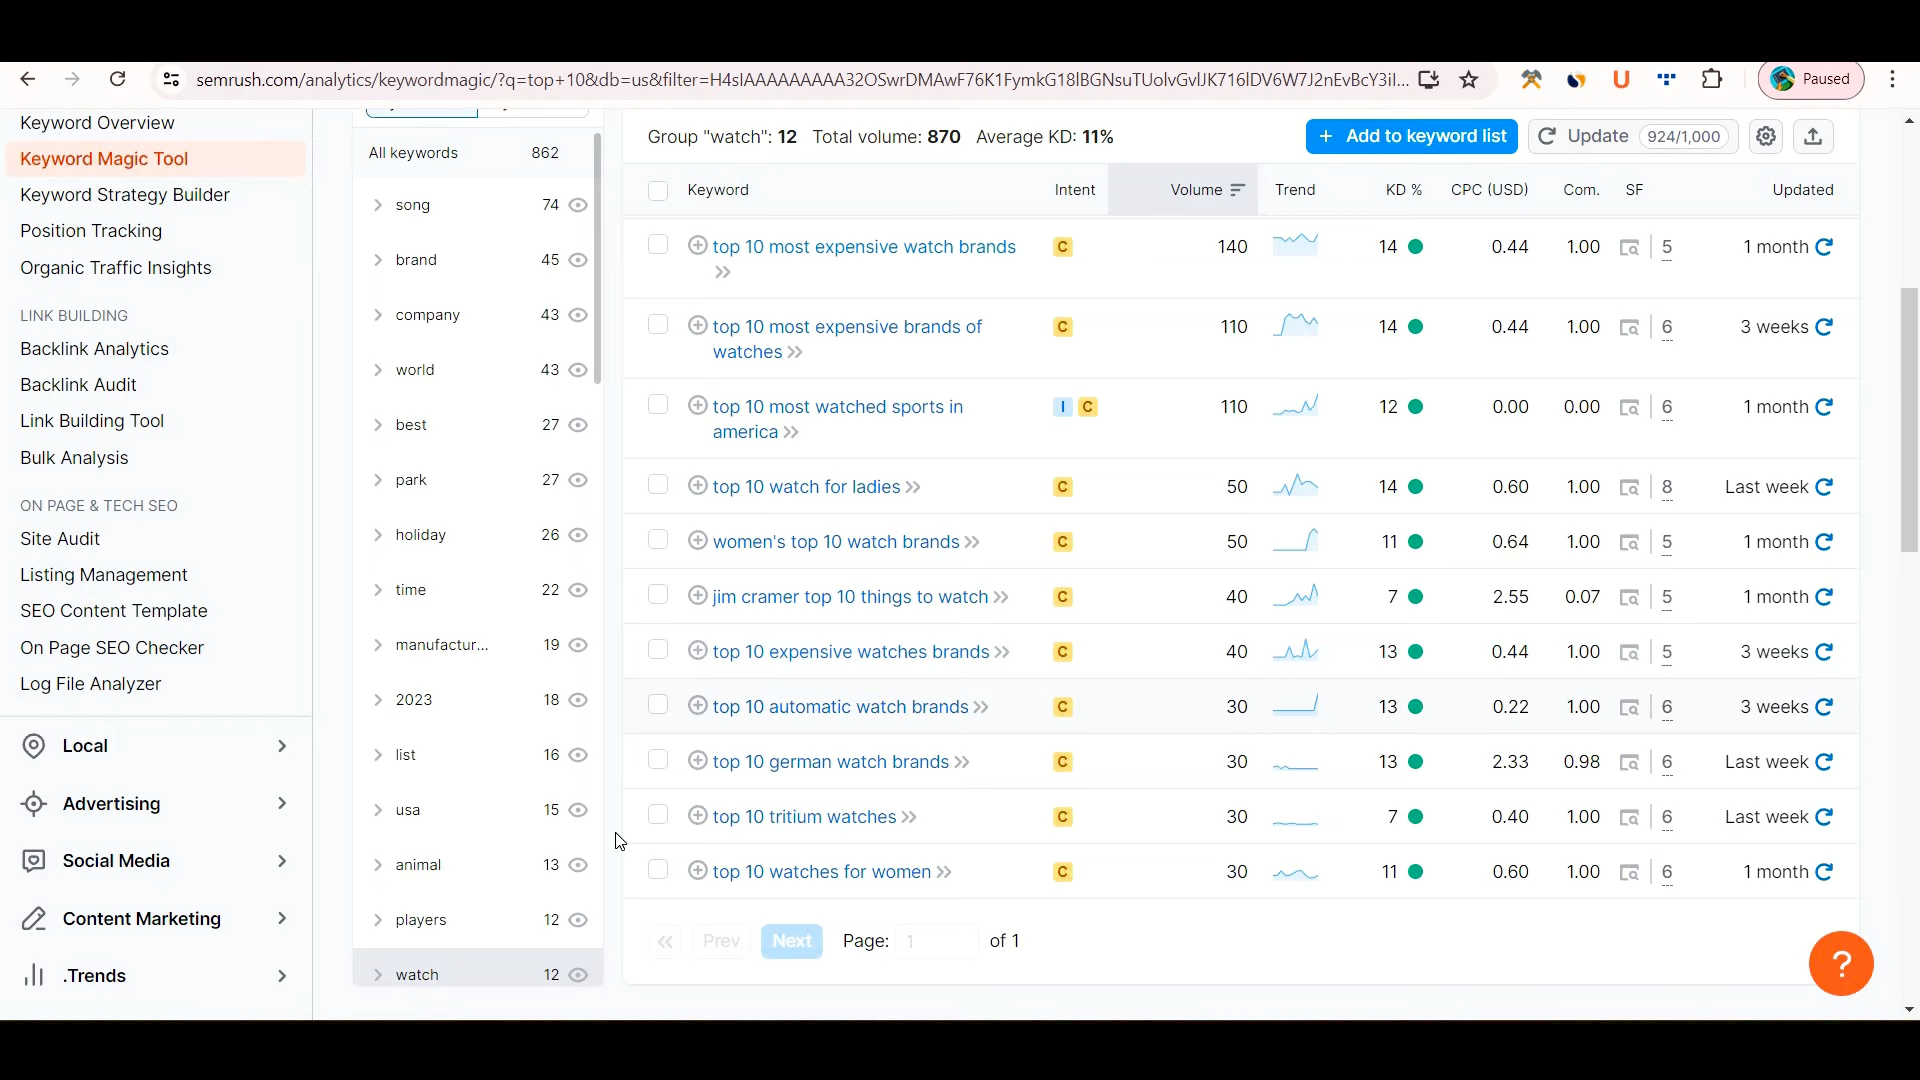 semrush.com/analytics/keywordmagic/?q=top+10&db=us&filter=H4sIAAAAAAAAA32OSwrDMAwF76K1FymkG18lBGNsuTUolvGvlJK716lDV6W7J2nEvBcY3iI...
Paused
Keyword Overview
Keyword Magic Tool
Keyword Strategy Builder
Position Tracking
Organic Traffic Insights
LINK BUILDING
Backlink Analytics
Backlink Audit
Link Building Tool
Bulk Analysis
ON PAGE & TECH SEO
Site Audit
Listing Management
SEO Content Template
On Page SEO Checker
Log File Analyzer
Local
Advertising
Social Media
Content Marketing
.Trends
All keywords 862
song 74
brand 45
company 43
world 43
best 27
park 27
holiday 26
time 22
manufactur... 19
2023 18
list 16
usa 15
animal 13
players 12
watch 12
Group "watch": 12 Total volume: 870 Average KD: 11%
+ Add to keyword list
Update 924/1,000
Keyword Intent Volume Trend KD % CPC (USD) Com. SF Updated
top 10 most expensive watch brands C 140 14 0.44 1.00 5 1 month
top 10 most expensive brands of
watches C 110 14 0.44 1.00 6 3 weeks
top 10 most watched sports in
america I C 110 12 0.00 0.00 6 1 month
top 10 watch for ladies C 50 14 0.60 1.00 8 Last week
women's top 10 watch brands C 50 11 0.64 1.00 5 1 month
jim cramer top 10 things to watch C 40 7 2.55 0.07 5 1 month
top 10 expensive watches brands C 40 13 0.44 1.00 5 3 weeks
top 10 automatic watch brands C 30 13 0.22 1.00 6 3 weeks
top 10 german watch brands C 30 13 2.33 0.98 6 Last week
top 10 tritium watches C 30 7 0.40 1.00 6 Last week
top 10 watches for women C 30 11 0.60 1.00 6 1 month
Prev Next Page: 1 of 1
?